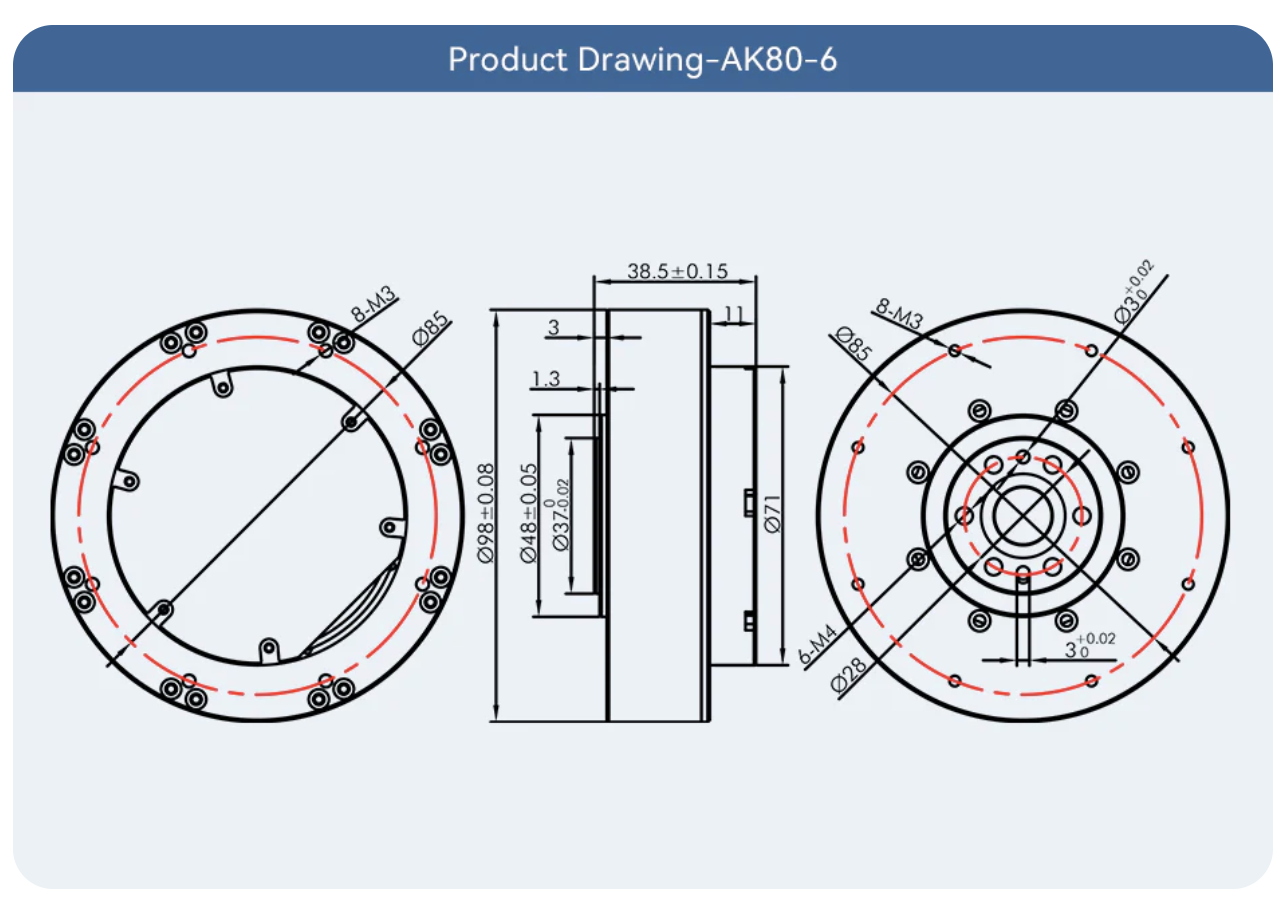 Product Drawing-AK80-6
8-M3
Ø85
38.5±0.15
11
3
1.3
Ø98±0.08
Ø48±0.05
Ø37 0 -0.02
Ø71
8-M3
Ø85
Ø3 +0.02 0
6-M4
Ø28
3 +0.02 0